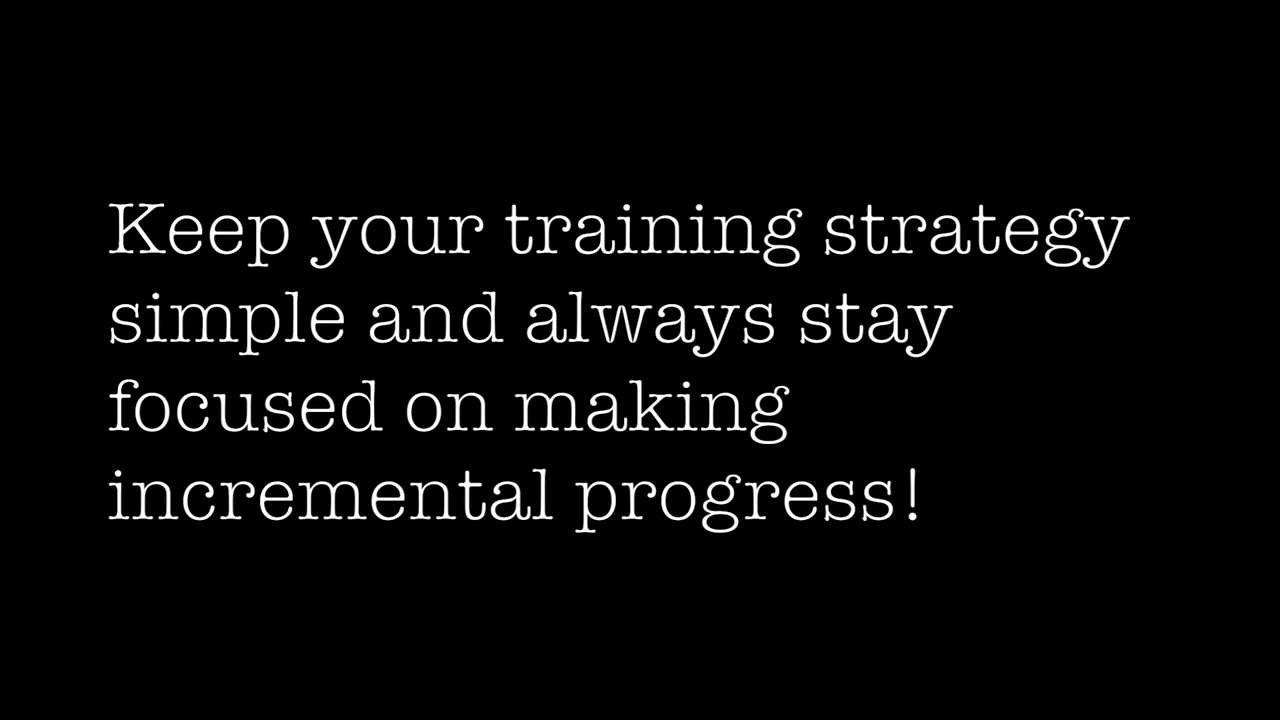 Keep your training strategy
simple and always stay
focused on making
incremental progress!